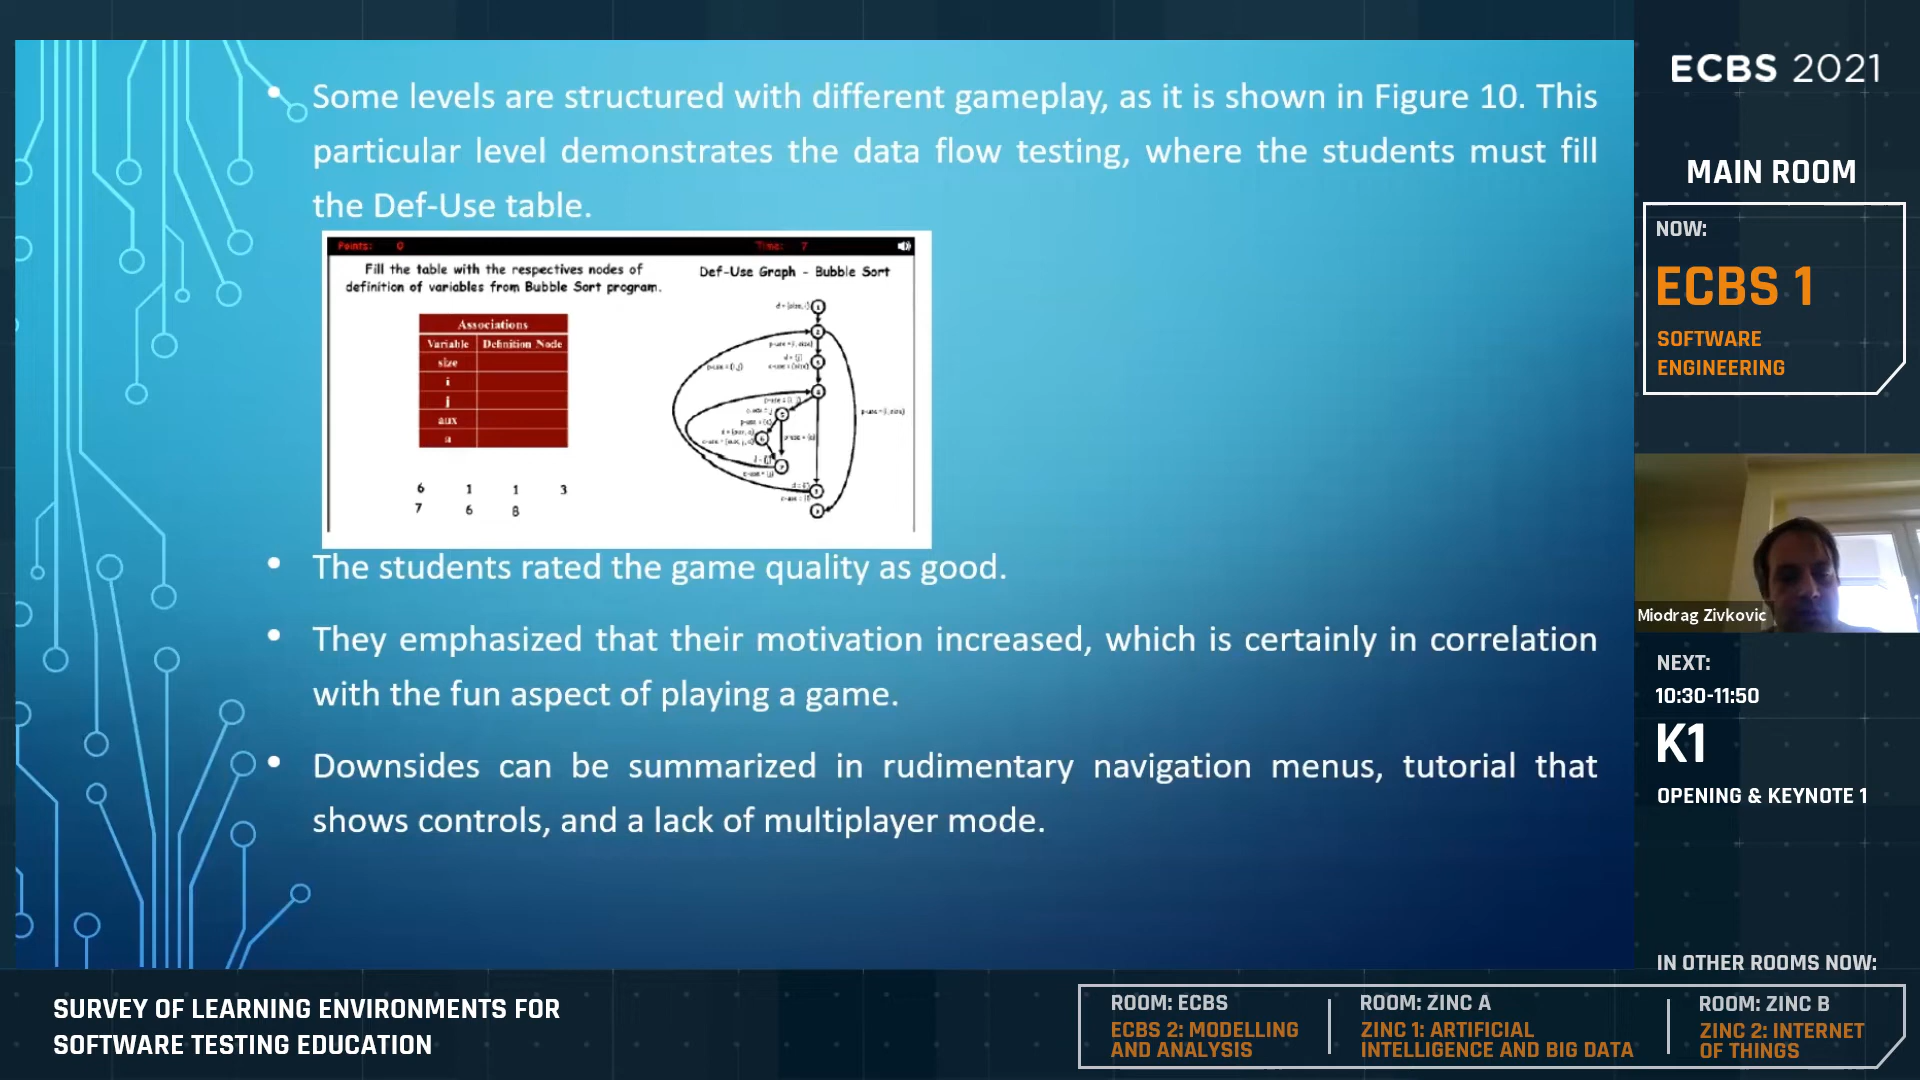 Some levels are structured with different gameplay, as it is shown in Figure 10. This
particular level demonstrates the data flow testing, where the students must fill
the Def-Use table.
Points: 0
Time: 7
Fill the table with the respectives nodes of
definition of variables from Bubble Sort program.
Associations
Variable Definition Node
size
i
j
aux
a
6 1 1 3
7 6 8
Def-Use Graph - Bubble Sort
The students rated the game quality as good.
They emphasized that their motivation increased, which is certainly in correlation
with the fun aspect of playing a game.
Downsides can be summarized in rudimentary navigation menus, tutorial that
shows controls, and a lack of multiplayer mode.
ECBS 2021
MAIN ROOM
NOW:
ECBS 1
SOFTWARE
ENGINEERING
Miodrag Zivkovic
NEXT:
10:30-11:50
K1
OPENING & KEYNOTE 1
IN OTHER ROOMS NOW:
SURVEY OF LEARNING ENVIRONMENTS FOR
SOFTWARE TESTING EDUCATION
ROOM: ECBS
ECBS 2: MODELLING
AND ANALYSIS
ROOM: ZINC A
ZINC 1: ARTIFICIAL
INTELLIGENCE AND BIG DATA
ROOM: ZINC B
ZINC 2: INTERNET
OF THINGS